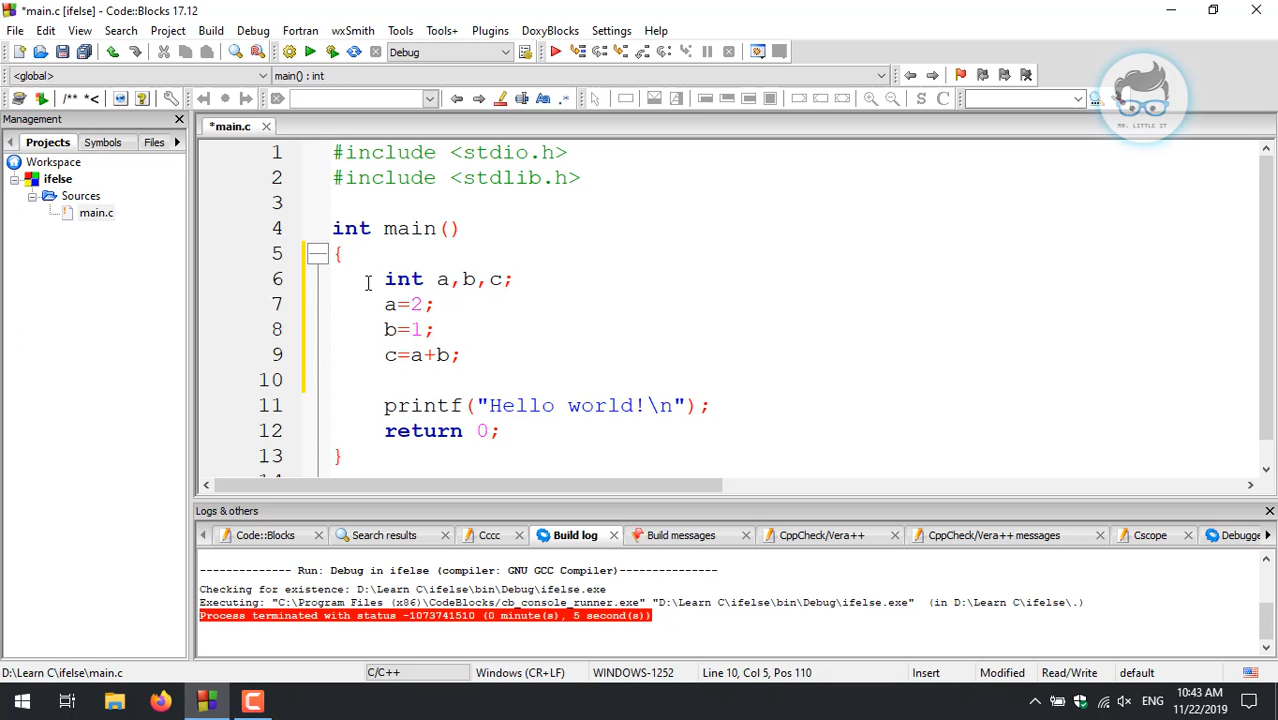 *main.c [ifelse] - Code::Blocks 17.12
File Edit View Search Project Build Debug Fortran wxSmith Tools Tools+ Plugins DoxyBlocks Settings Help
Debug
<global> main() : int
/** *< S C
MR. LITTLE IT
Management
Projects Symbols Files
Workspace
ifelse
Sources
main.c
*main.c
1 #include <stdio.h>
2 #include <stdlib.h>
3
4 int main()
5 {
6 int a,b,c;
7 a=2;
8 b=1;
9 c=a+b;
10
11 printf("Hello world!\n");
12 return 0;
13 }
Logs & others
Code::Blocks Search results Cccc Build log Build messages CppCheck/Vera++ CppCheck/Vera++ messages Cscope Debugge
-------------- Run: Debug in ifelse (compiler: GNU GCC Compiler)---------------
Checking for existence: D:\Learn C\ifelse\bin\Debug\ifelse.exe
Executing: "C:\Program Files (x86)\CodeBlocks/cb_console_runner.exe" "D:\Learn C\ifelse\bin\Debug\ifelse.exe" (in D:\Learn C\ifelse\.)
Process terminated with status -1073741510 (0 minute(s), 5 second(s))
D:\Learn C\ifelse\main.c C/C++ Windows (CR+LF) WINDOWS-1252 Line 10, Col 5, Pos 110 Insert Modified Read/Write default
ENG
10:43 AM
11/22/2019